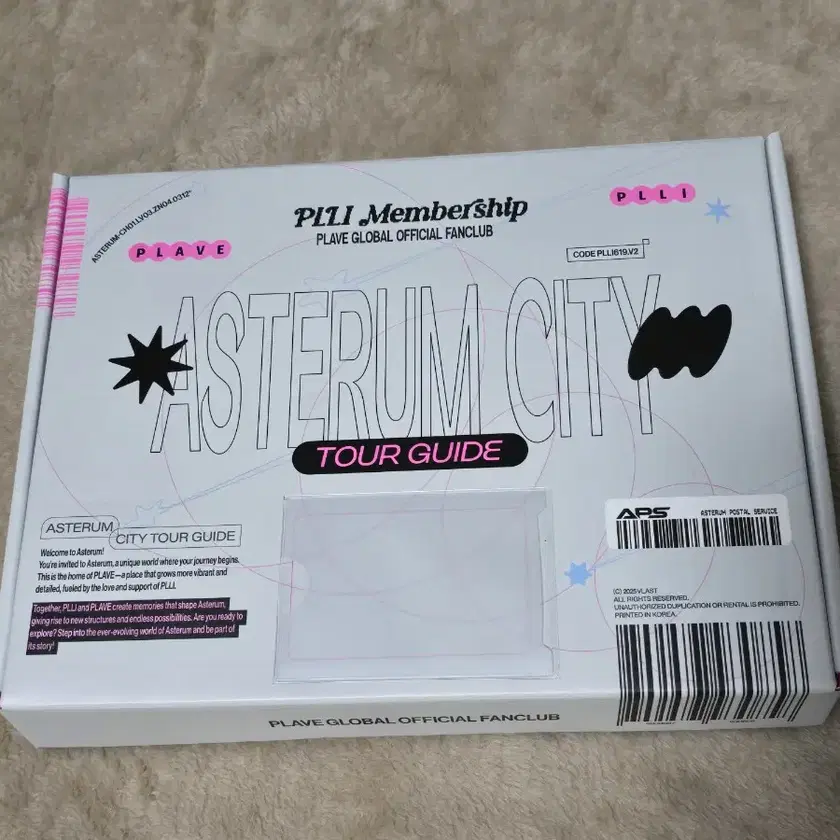 ASTERUM-CH01.LV03.ZN04.0312"
PLLI Membership
PLAVE GLOBAL OFFICIAL FANCLUB
PLLI
PLAVE
CODE PLLI619.V2
ASTERUM CITY
TOUR GUIDE
ASTERUM
CITY TOUR GUIDE
Welcome to Asterum!
You're invited to Asterum, a unique world where your journey begins.
This is the home of PLAVE—a place that grows more vibrant and
detailed, fueled by the love and support of PLLI.
Together, PLLI and PLAVE create memories that shape Asterum,
giving rise to new structures and endless possibilities. Are you ready to
explore? Step into the ever-evolving world of Asterum and be part of
its story!
APS
ASTERUM POSTAL SERVICE
(C) 2025 VLAST
ALL RIGHTS RESERVED.
UNAUTHORIZED DUPLICATION OR RENTAL IS PROHIBITED.
PRINTED IN KOREA.
PLAVE GLOBAL OFFICIAL FANCLUB